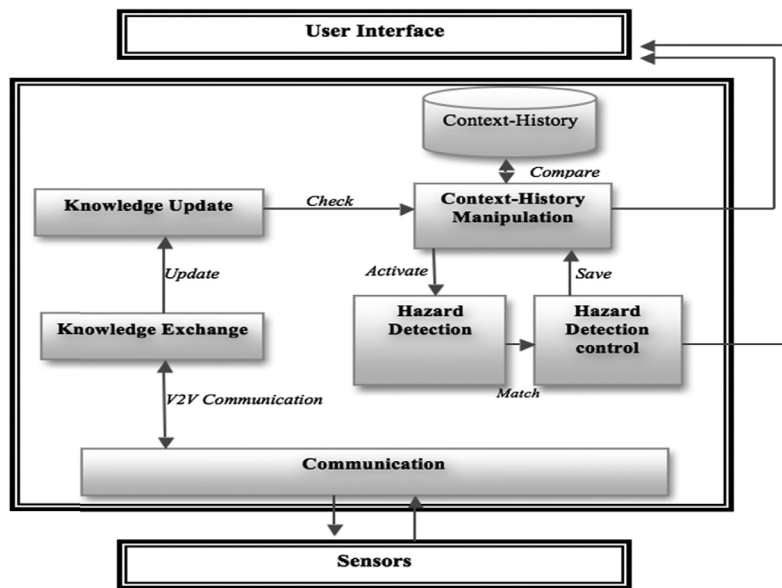 User Interface
Context-History
Compare
Knowledge Update
Check
Context-History
Manipulation
Update
Activate
Save
Knowledge Exchange
Hazard
Detection
Hazard
Detection
control
Match
V2V Communication
Communication
Sensors